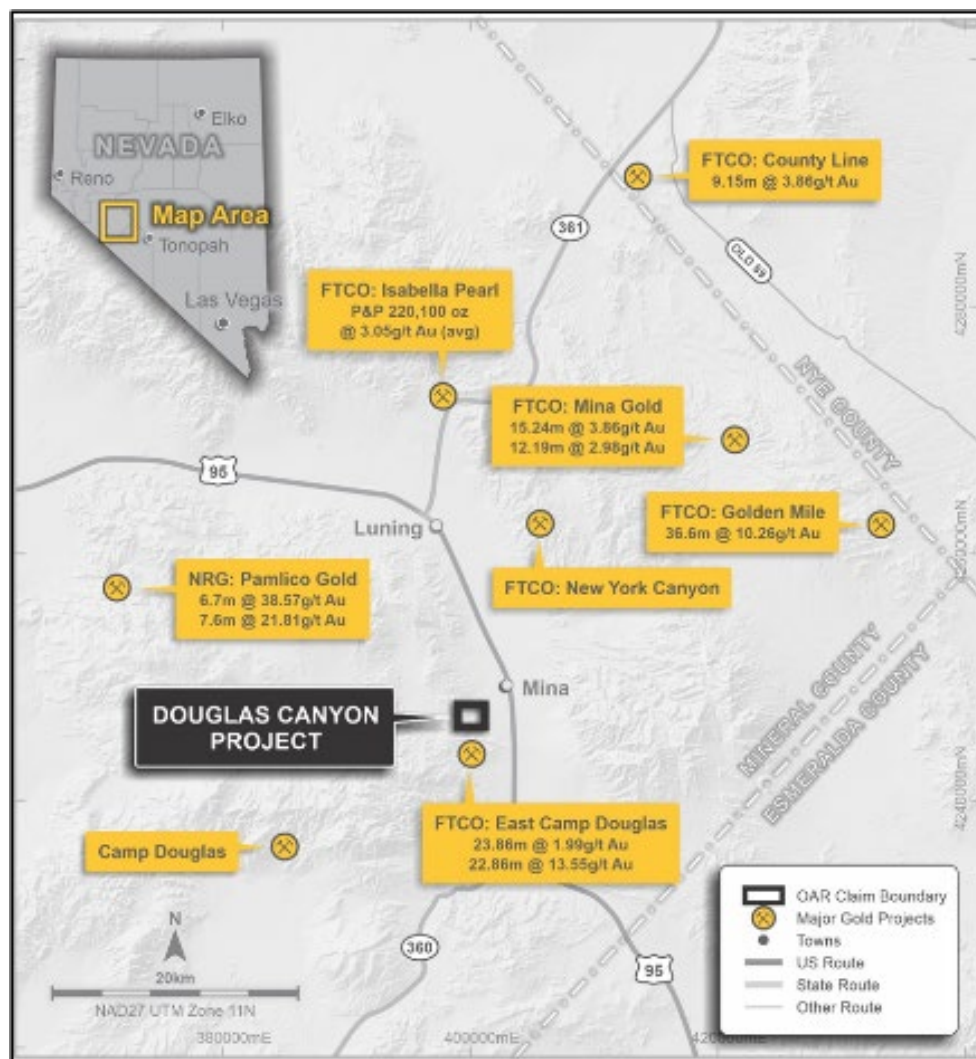 Elko
NEVADA
Reno
Map Area
Tonopah
Las Vegas
FTCO: County Line
9.15m @ 3.86g/t Au
361
OLD 89
4260000mN
FTCO: Isabella Pearl
P&P 220,100 oz
@ 3.05g/t Au (avg)
NYE COUNTY
FTCO: Mina Gold
15.24m @ 3.86g/t Au
12.19m @ 2.98g/t Au
95
Luning
FTCO: Golden Mile
36.6m @ 10.26g/t Au
NRG: Pamlico Gold
6.7m @ 38.57g/t Au
7.6m @ 21.81g/t Au
FTCO: New York Canyon
Mina
DOUGLAS CANYON
PROJECT
MINERAL COUNTY
ESMERALDA COUNTY
4240000mN
FTCO: East Camp Douglas
23.86m @ 1.99g/t Au
22.86m @ 13.55g/t Au
Camp Douglas
OAR Claim Boundary
Major Gold Projects
Towns
US Route
State Route
Other Route
N
20km
NAD27 UTM Zone 11N
360
95
380000mE
400000mE